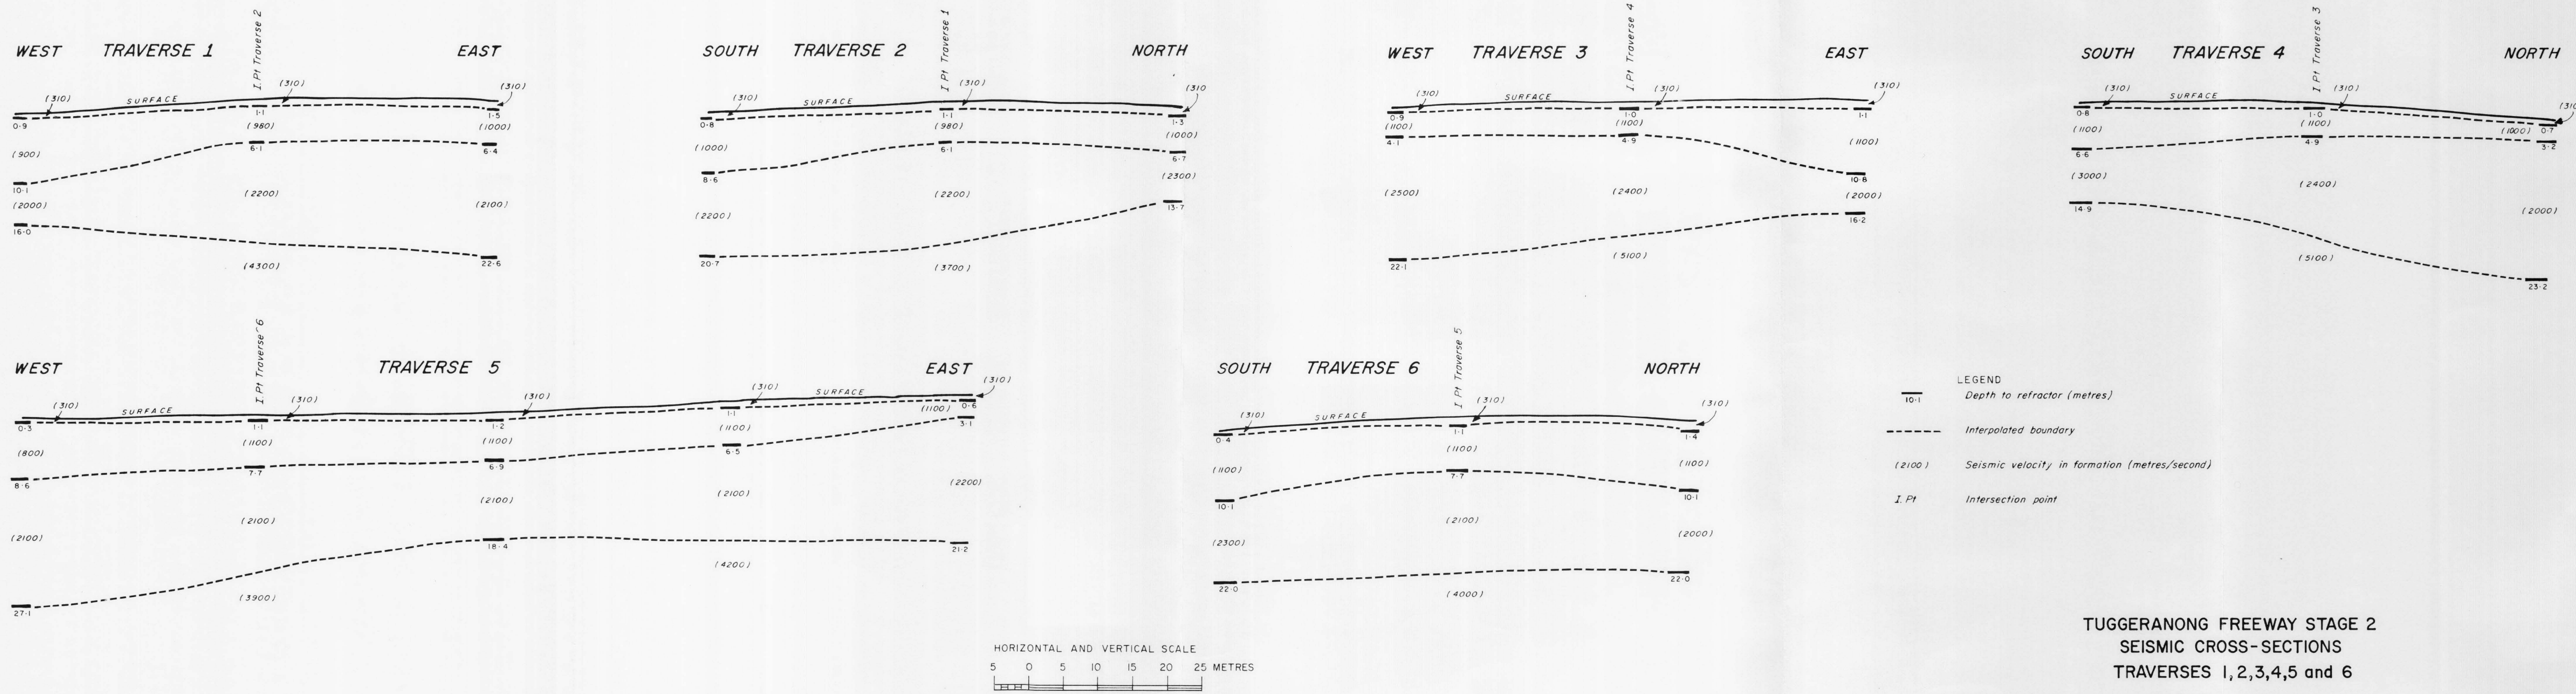 WEST TRAVERSE 1 EAST
I.Pt Traverse 2
(310) (310) (310)
SURFACE
0·9 1·1 1·5
(980) (1000)
(900) 6·1 6·4
10·1
(2200)
(2000) (2100)
16·0
22·6
(4300)
SOUTH TRAVERSE 2 NORTH
I.Pt Traverse 1
(310) (310) (310
SURFACE
0·8 1·1 1·3
(980) (1000)
(1000) 6·1 6·7
8·6 (2300)
(2200)
(2200) 13·7
20·7
(3700)
WEST TRAVERSE 3 EAST
I.Pt Traverse 4
(310) (310) (310)
SURFACE
0·9 1·0 1·1
(1100) (1100)
4·1 4·9 (1100)
10·8
(2500) (2400) (2000)
16·2
22·1 (5100)
SOUTH TRAVERSE 4 NORTH
I Pt Traverse 3
(310) (310) (310
SURFACE
0·8 1·0
(1100) (1100) (1000) 0·7
6·6 4·9 3·2
(3000) (2400)
14·9 (2000)
(5100)
23·2
WEST TRAVERSE 5 EAST
I.Pt Traverse 6
(310) (310) (310) (310) (310)
SURFACE SURFACE
0·3 1·1 1·2 1·1 (1100) 0·6
(1100) (1100) (1100) 3·1
(800) 7·7 6·9 6·5
8·6 (2200)
(2100) (2100)
(2100)
(2100) 18·4 21·2
(4200)
27·1 (3900)
SOUTH TRAVERSE 6 NORTH
I Pt Traverse 5
(310) (310) (310)
SURFACE
0·4 1·1 1·4
(1100)
(1100) 7·7 (1100)
10·1 10·1
(2100)
(2300) (2000)
22·0 22·0
(4000)
LEGEND
10·1 Depth to refractor (metres)
Interpolated boundary
(2100) Seismic velocity in formation (metres/second)
I. Pt Intersection point
HORIZONTAL AND VERTICAL SCALE
5 0 5 10 15 20 25 METRES
TUGGERANONG FREEWAY STAGE 2
SEISMIC CROSS-SECTIONS
TRAVERSES 1,2,3,4,5 and 6